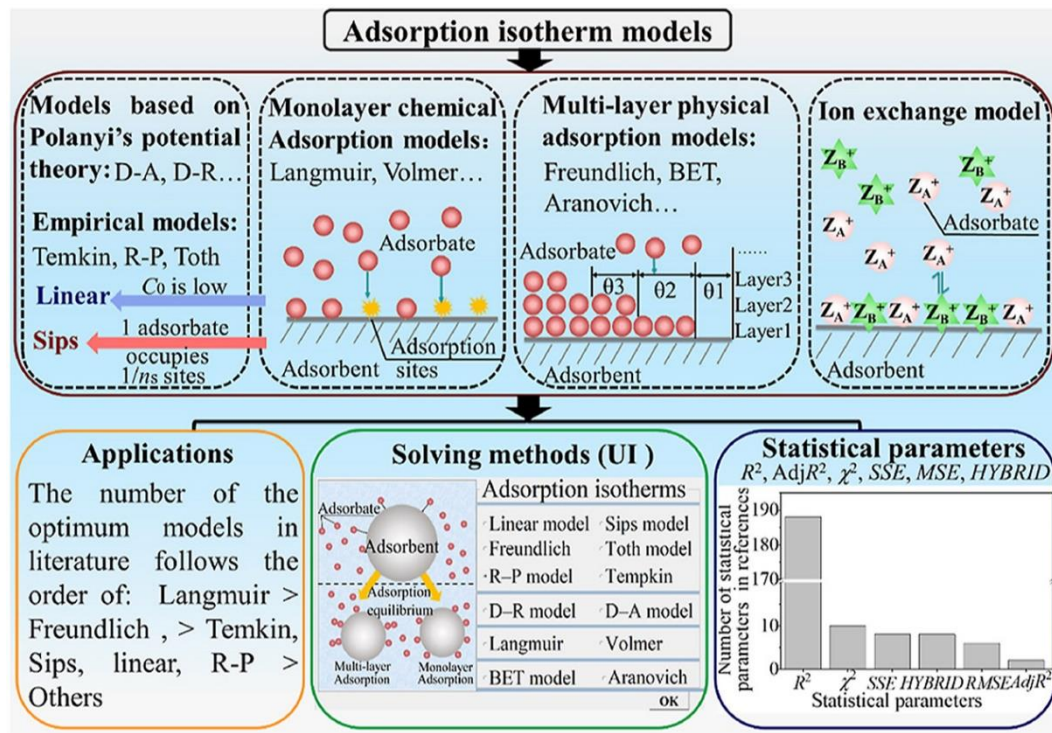 Adsorption isotherm models
Models based on
Polanyi's potential
theory: D-A, D-R...
Empirical models:
Temkin, R-P, Toth
Linear
C0 is low
Sips
1 adsorbate
occupies
1/ns sites
Monolayer chemical
Adsorption models:
Langmuir, Volmer...
Adsorbate
Adsorption
sites
Adsorbent
Multi-layer physical
adsorption models:
Freundlich, BET,
Aranovich...
Adsorbate
......
θ3 θ2 θ1
Layer3
Layer2
Layer1
Adsorbent
Ion exchange model
ZB+ ZA+ ZB+
ZB+ ZA+
Adsorbate
ZA+
ZA+ ZA+
ZA+ ZB+ ZA+ ZB+ ZB+ ZA+
Adsorbent
Applications
The number of the
optimum models in
literature follows the
order of: Langmuir >
Freundlich , > Temkin,
Sips, linear, R-P >
Others
Solving methods (UI )
Adsorbate
Adsorbent
Adsorption
equilibrium
Multi-layer
Adsorption
Monolayer
Adsorption
Adsorption isotherms
Linear model Sips model
Freundlich Toth model
R–P model Tempkin
D–R model D–A model
Langmuir Volmer
BET model Aranovich
OK
Statistical parameters
R², AdjR², χ², SSE, MSE, HYBRID
Number of statistical
parameters in references
190
180
170
10
0
R² χ² SSE HYBRID RMSE AdjR²
Statistical parameters